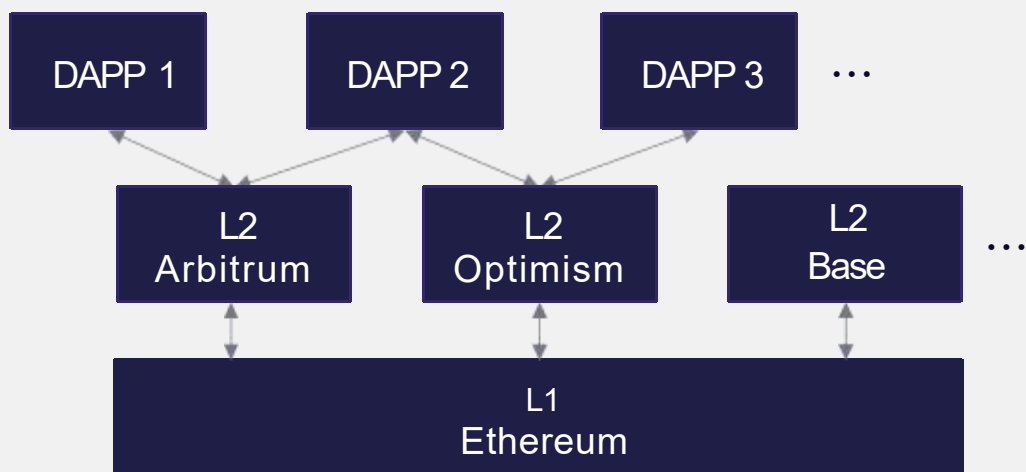 DAPP 1
DAPP 2
DAPP 3
...
L2
Arbitrum
L2
Optimism
L2
Base
...
L1
Ethereum